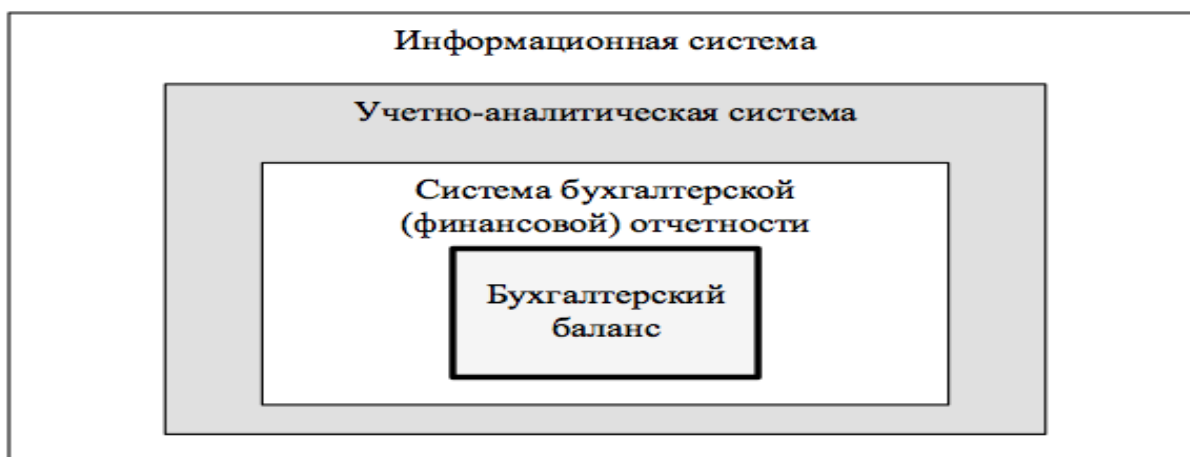 Информационная система
Учетно-аналитическая система
Система бухгалтерской
(финансовой) отчетности
Бухгалтерский
баланс